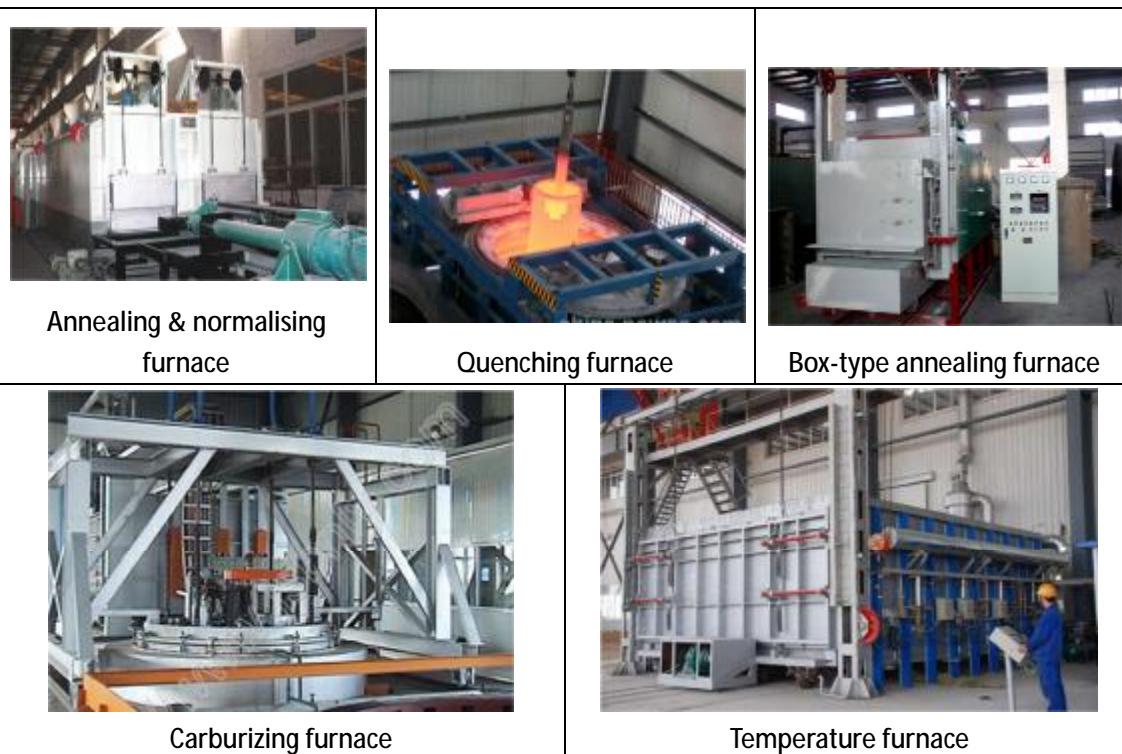 Annealing & normalising
furnace
Quenching furnace
Box-type annealing furnace
Carburizing furnace
Temperature furnace